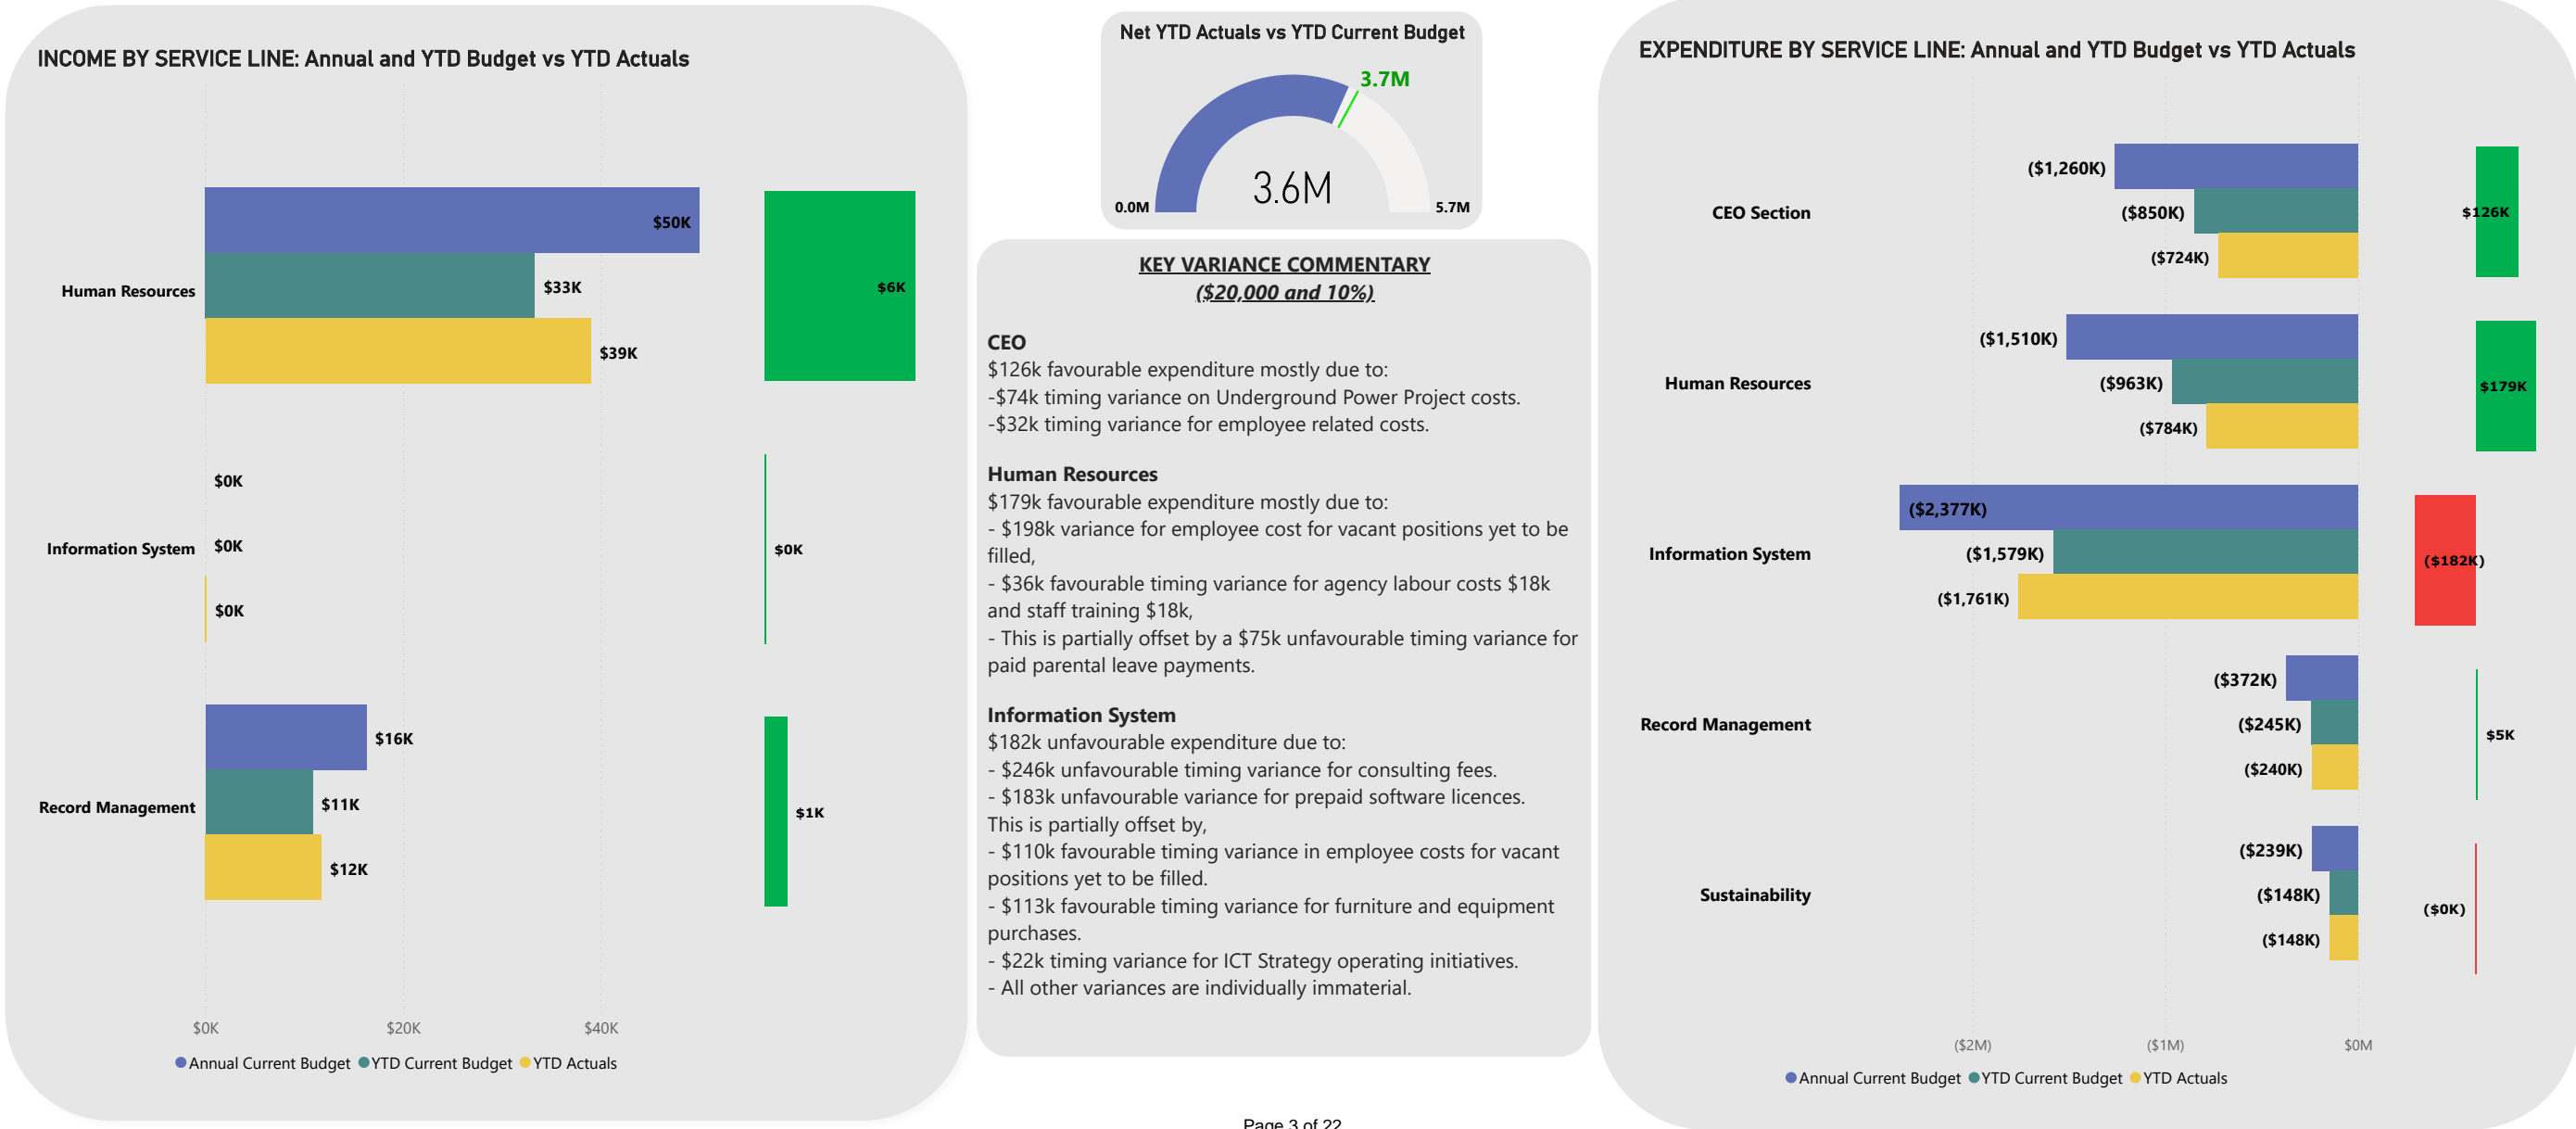 INCOME BY SERVICE LINE: Annual and YTD Budget vs YTD Actuals
Human Resources
$50K
$33K
$39K
$6K
Information System
$0K
$0K
$0K
$0K
Record Management
$16K
$11K
$12K
$1K
$0K $20K $40K
Annual Current Budget YTD Current Budget YTD Actuals
Net YTD Actuals vs YTD Current Budget
3.7M
3.6M
0.0M 5.7M
KEY VARIANCE COMMENTARY
($20,000 and 10%)
CEO
$126k favourable expenditure mostly due to:
-$74k timing variance on Underground Power Project costs.
-$32k timing variance for employee related costs.
Human Resources
$179k favourable expenditure mostly due to:
- $198k variance for employee cost for vacant positions yet to be
filled,
- $36k favourable timing variance for agency labour costs $18k
and staff training $18k,
- This is partially offset by a $75k unfavourable timing variance for
paid parental leave payments.
Information System
$182k unfavourable expenditure due to:
- $246k unfavourable timing variance for consulting fees.
- $183k unfavourable variance for prepaid software licences.
This is partially offset by,
- $110k favourable timing variance in employee costs for vacant
positions yet to be filled.
- $113k favourable timing variance for furniture and equipment
purchases.
- $22k timing variance for ICT Strategy operating initiatives.
- All other variances are individually immaterial.
EXPENDITURE BY SERVICE LINE: Annual and YTD Budget vs YTD Actuals
CEO Section
($1,260K)
($850K)
($724K)
$126K
Human Resources
($1,510K)
($963K)
($784K)
$179K
Information System
($2,377K)
($1,579K)
($1,761K)
($182K)
Record Management
($372K)
($245K)
($240K)
$5K
Sustainability
($239K)
($148K)
($148K)
($0K)
($2M) ($1M) $0M
Annual Current Budget YTD Current Budget YTD Actuals
Page 3 of 22